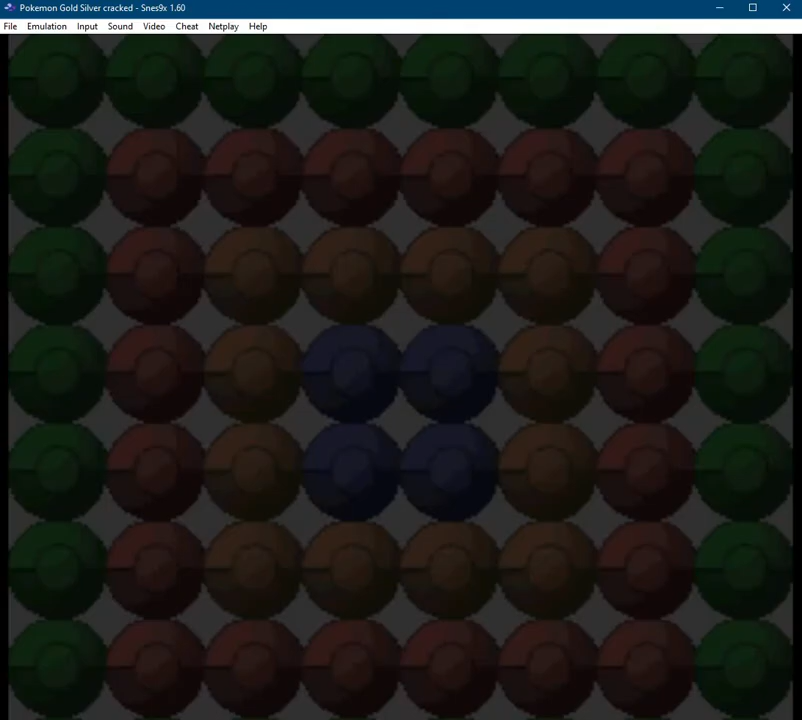 Pokemon Gold Silver cracked - Snes9x 1.60
File Emulation Input Sound Video Cheat Netplay Help